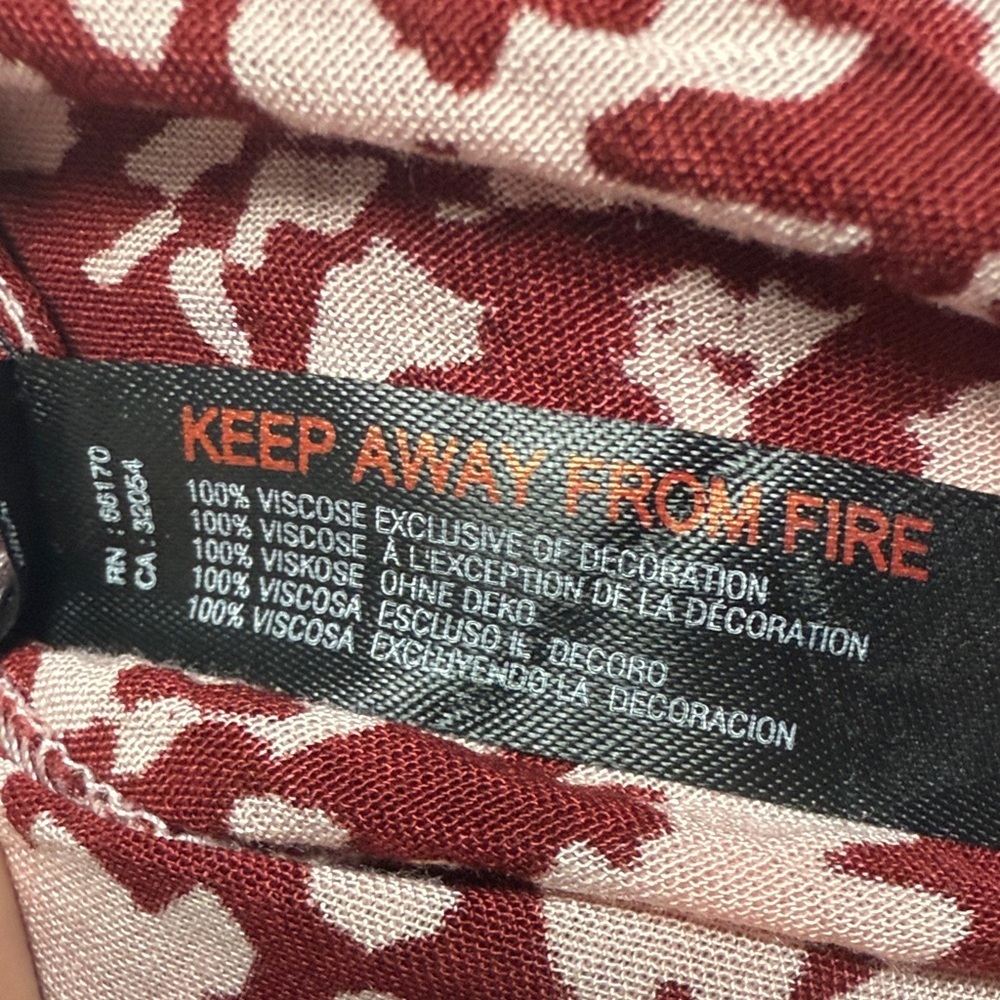 KEEP AWAY FROM FIRE
100% VISCOSE EXCLUSIVE OF DECORATION
100% VISCOSE À L'EXCEPTION DE LA DÉCORATION
100% VISKOSE OHNE DEKO
100% VISCOSA ESCLUSO IL DECORO
100% VISCOSA EXCLUYENDO LA DECORACION
RN : 66170
CA : 32054